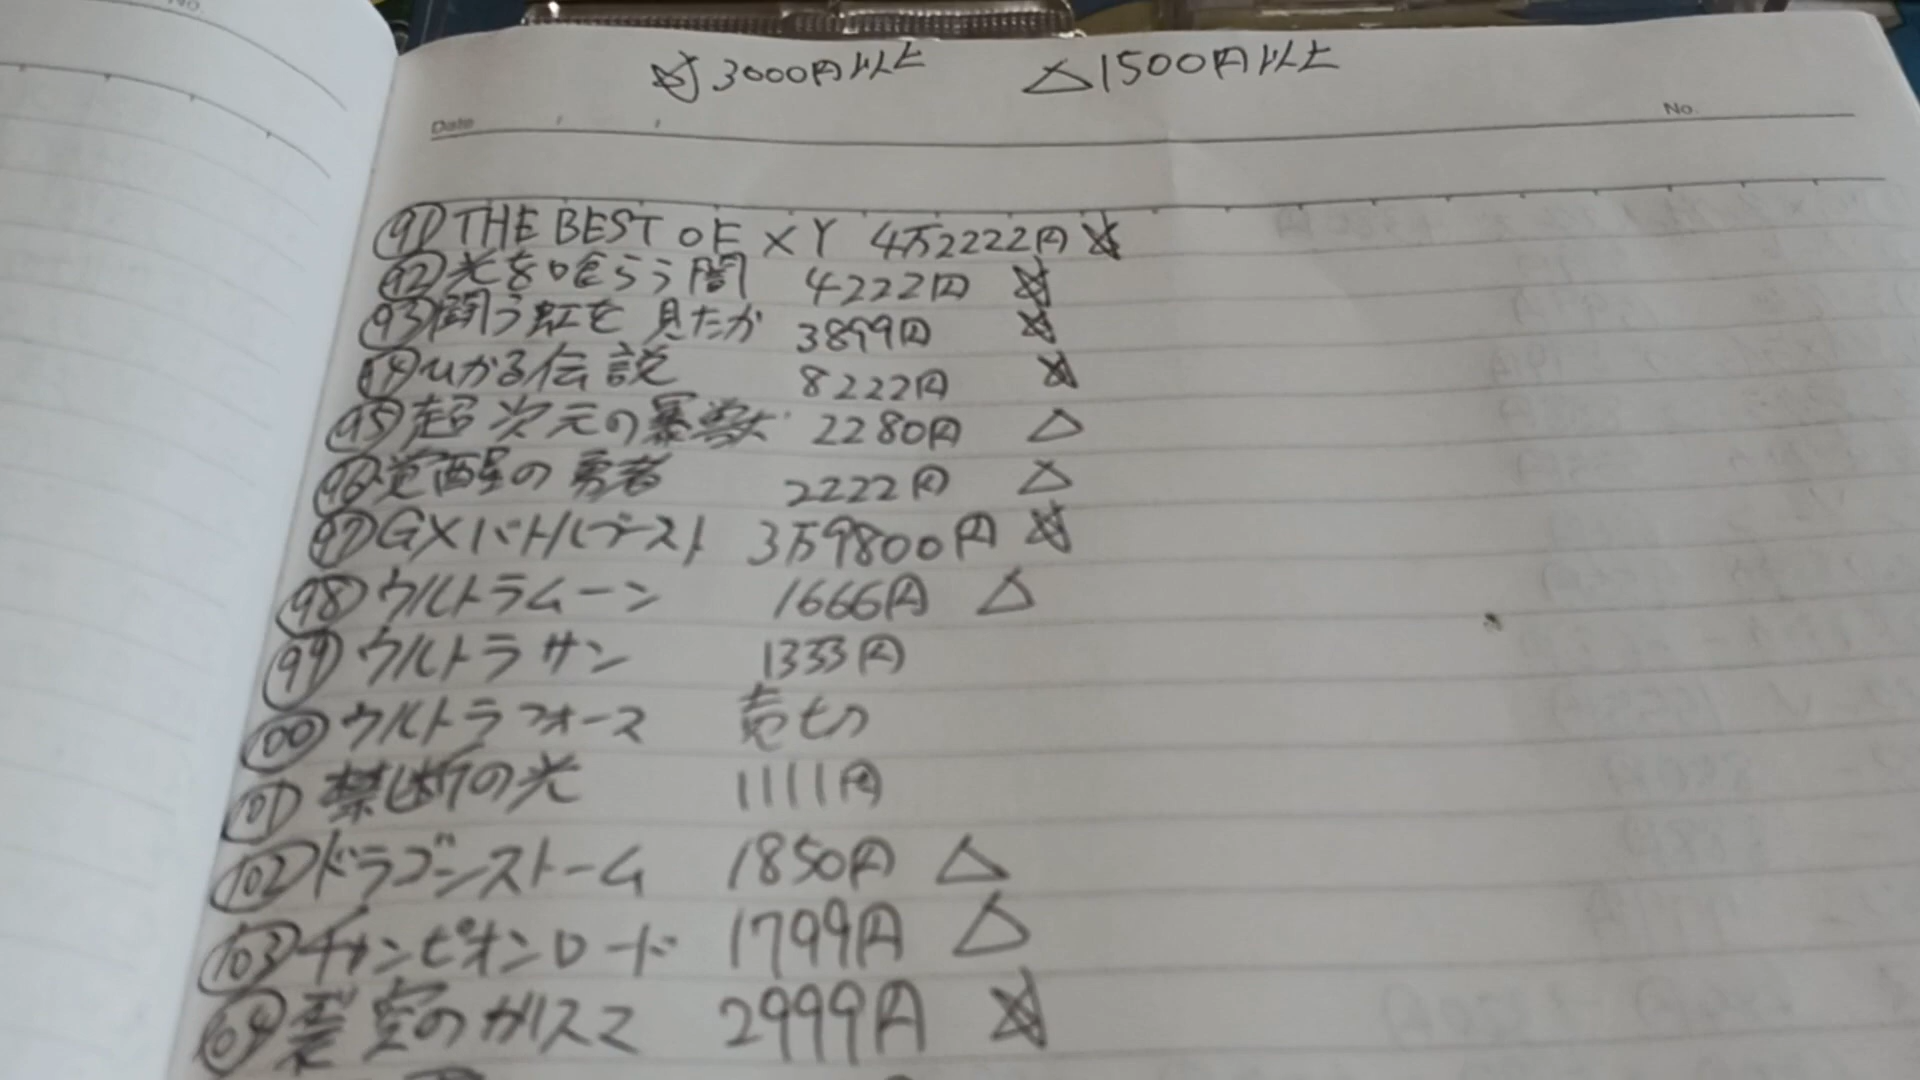 ☆3000円以上 △1500円以上
No.
Date
No.
㉑ THE BEST OF XY 4万2222円 ☆
92 光を喰らう闇 4222円 ☆
93 闘う虹を見たか 3899円 ☆
94 ひかる伝説 8222円 ☆
95 超次元の暴獣 2280円 △
96 覚醒の勇者 2222円 △
97 GXバトルブースト 3万9800円 ☆
98 ウルトラムーン 1666円 △
99 ウルトラサン 1333円
100 ウルトラフォース 売切
101 禁断の光 1111円
102 ドラゴンストーム 1850円 △
103 チャンピオンロード 1799円 △
104 裂空のカリスマ 2999円 ☆